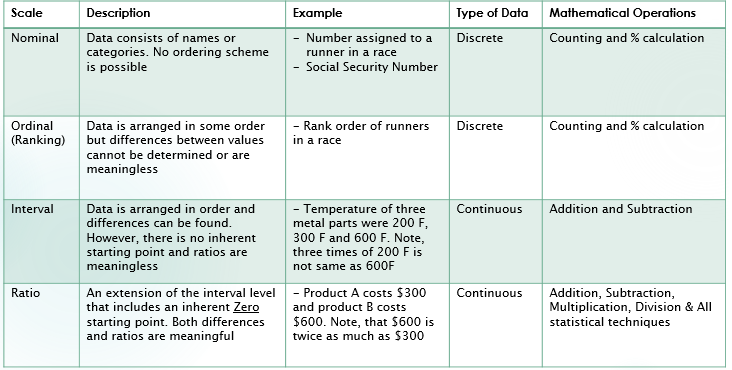 Scale Description Example Type of Data Mathematical Operations
Nominal
Data consists of names or
categories. No ordering scheme
is possible
– Number assigned to a
runner in a race
– Social Security Number
Discrete
Counting and % calculation
Ordinal
(Ranking)
Data is arranged in some order
but differences between values
cannot be determined or are
meaningless
– Rank order of runners
in a race
Discrete
Counting and % calculation
Interval
Data is arranged in order and
differences can be found.
However, there is no inherent
starting point and ratios are
meaningless
– Temperature of three
metal parts were 200 F,
300 F and 600 F. Note,
three times of 200 F is
not same as 600F
Continuous
Addition and Subtraction
Ratio
An extension of the interval level
that includes an inherent Zero
starting point. Both differences
and ratios are meaningful
– Product A costs $300
and product B costs
$600. Note, that $600 is
twice as much as $300
Continuous
Addition, Subtraction,
Multiplication, Division & All
statistical techniques